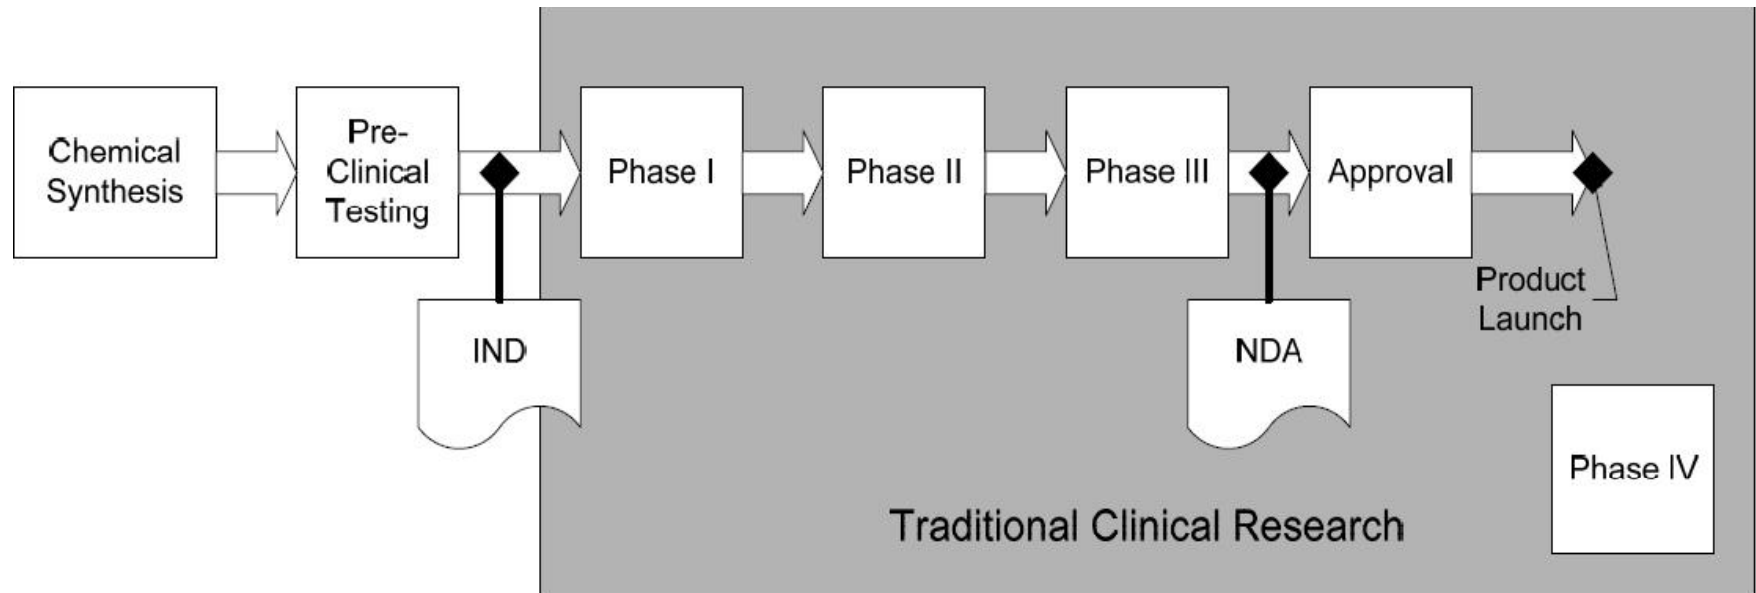 Chemical
Synthesis
Pre-
Clinical
Testing
Phase I
Phase II
Phase III
Approval
Product
Launch
IND
NDA
Phase IV
Traditional Clinical Research